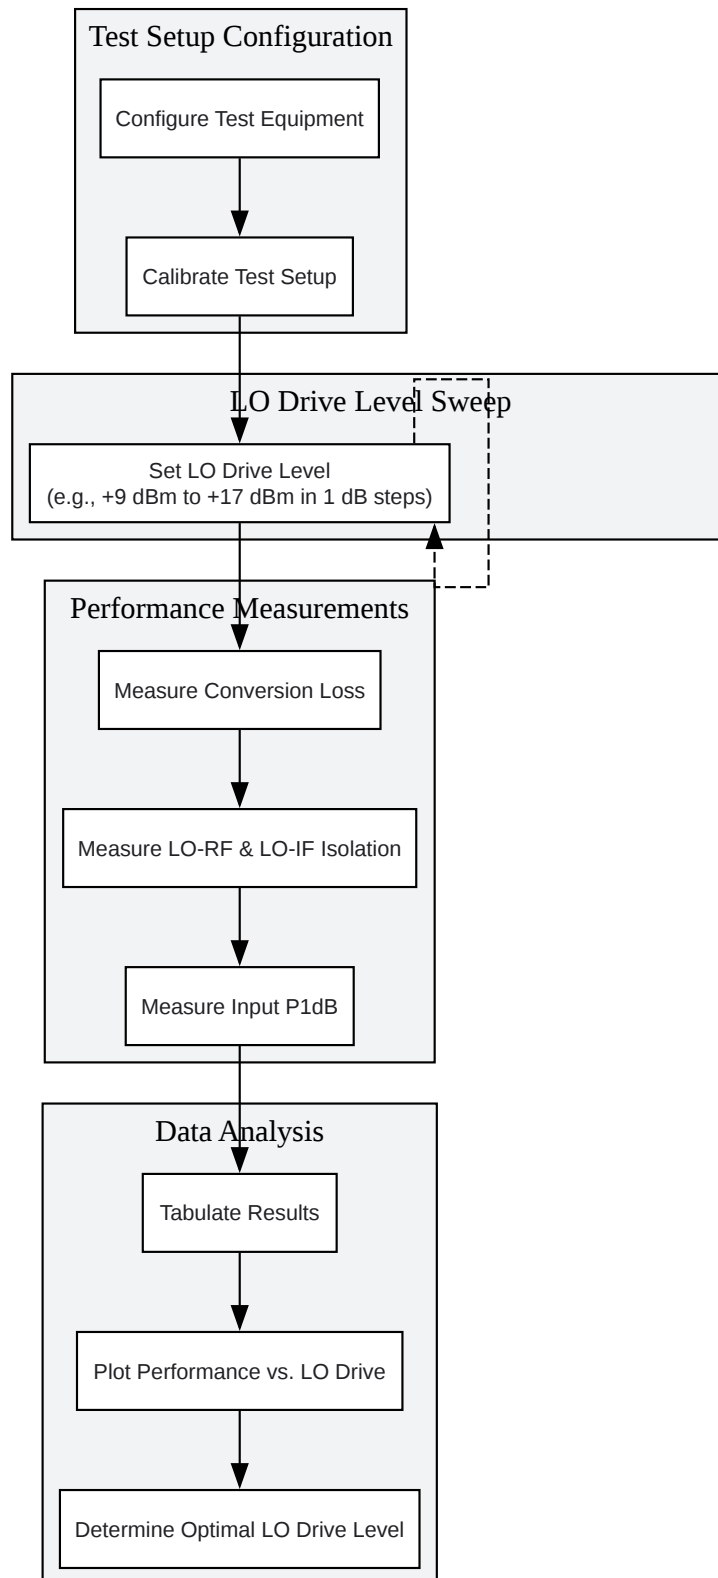 Test Setup Configuration
Configure Test Equipment
Calibrate Test Setup
LO Drive Level Sweep
Set LO Drive Level
(e.g., +9 dBm to +17 dBm in 1 dB steps)
Performance Measurements
Measure Conversion Loss
Measure LO-RF & LO-IF Isolation
Measure Input P1dB
Data Analysis
Tabulate Results
Plot Performance vs. LO Drive
Determine Optimal LO Drive Level